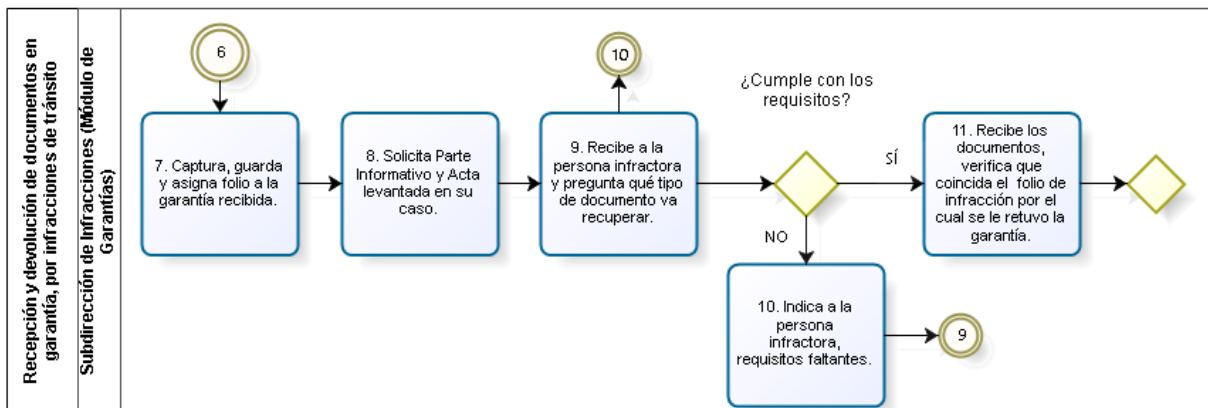 Recepción y devolución de documentos en
garantía, por infracciones de tránsito
Subdirección de Infracciones (Módulo de
Garantías)
6
7. Captura, guarda
y asigna folio a la
garantía recibida.
8. Solicita Parte
Informativo y Acta
levantada en su
caso.
10
9. Recibe a la
persona infractora
y pregunta qué tipo
de documento va
recuperar.
¿Cumple con los
requisitos?
SÍ
NO
11. Recibe los
documentos,
verifica que
coincida el folio de
infracción por el
cual se le retuvo la
garantía.
10. Indica a la
persona
infractora,
requisitos faltantes.
9